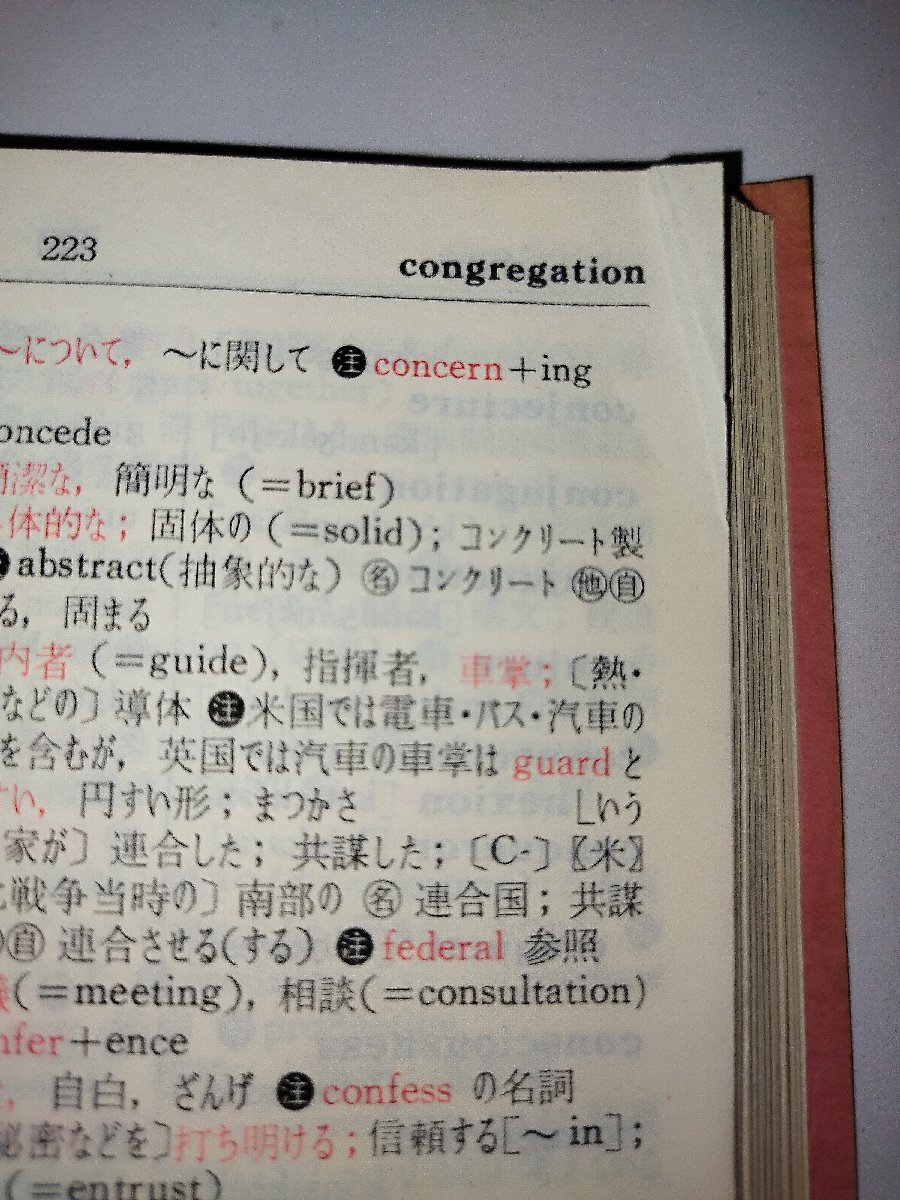 223 congregation
～について, ～に関して 注 concern+ing
oncede
潔な, 簡明な (=brief)
体的な; 固体の (=solid); コンクリート製
abstract(抽象的な) 名 コンクリート 他自
る, 固まる
内者 (=guide), 指揮者, 車掌; 〔熱・
などの〕導体 注 米国では電車・バス・汽車の
を含むが, 英国では汽車の車掌は guard と
すい, 円すい形; まつかさ 〔いう
家が〕連合した; 共謀した; 〔C-〕〖米〗
戦争当時の〕南部の 名 連合国; 共謀
自 連合させる(する) 注 federal 参照
(=meeting), 相談(=consultation)
nfer+ence
自白, ざんげ 注 confess の名詞
秘密などを〕打ち明ける; 信頼する[～in];
(=entrust)